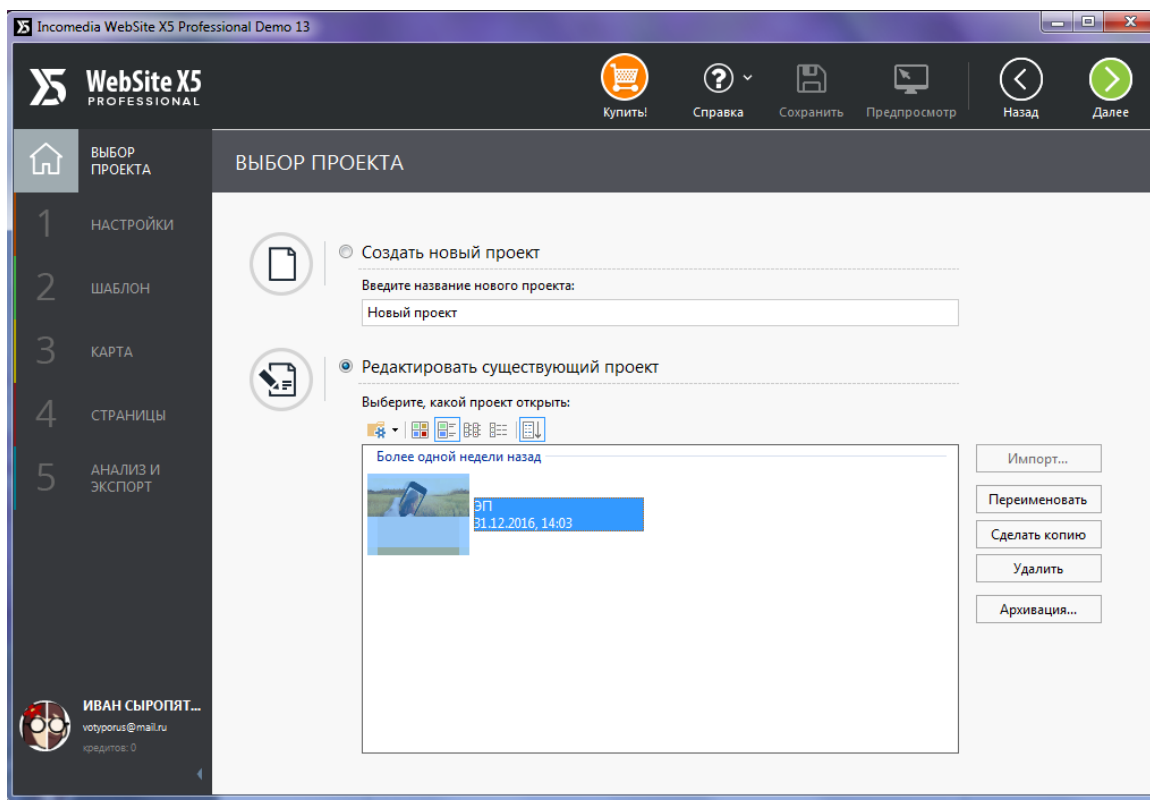 Incomedia WebSite X5 Professional Demo 13
WebSite X5
PROFESSIONAL
Купить!
Справка
Сохранить
Предпросмотр
Назад
Далее
ВЫБОР
ПРОЕКТА
ВЫБОР ПРОЕКТА
1 НАСТРОЙКИ
2 ШАБЛОН
3 КАРТА
4 СТРАНИЦЫ
5 АНАЛИЗ И
ЭКСПОРТ
Создать новый проект
Введите название нового проекта:
Новый проект
Редактировать существующий проект
Выберите, какой проект открыть:
Более одной недели назад
ЭП
31.12.2016, 14:03
Импорт...
Переименовать
Сделать копию
Удалить
Архивация...
ИВАН СЫРОПЯТ...
votyporus@mail.ru
кредитов: 0